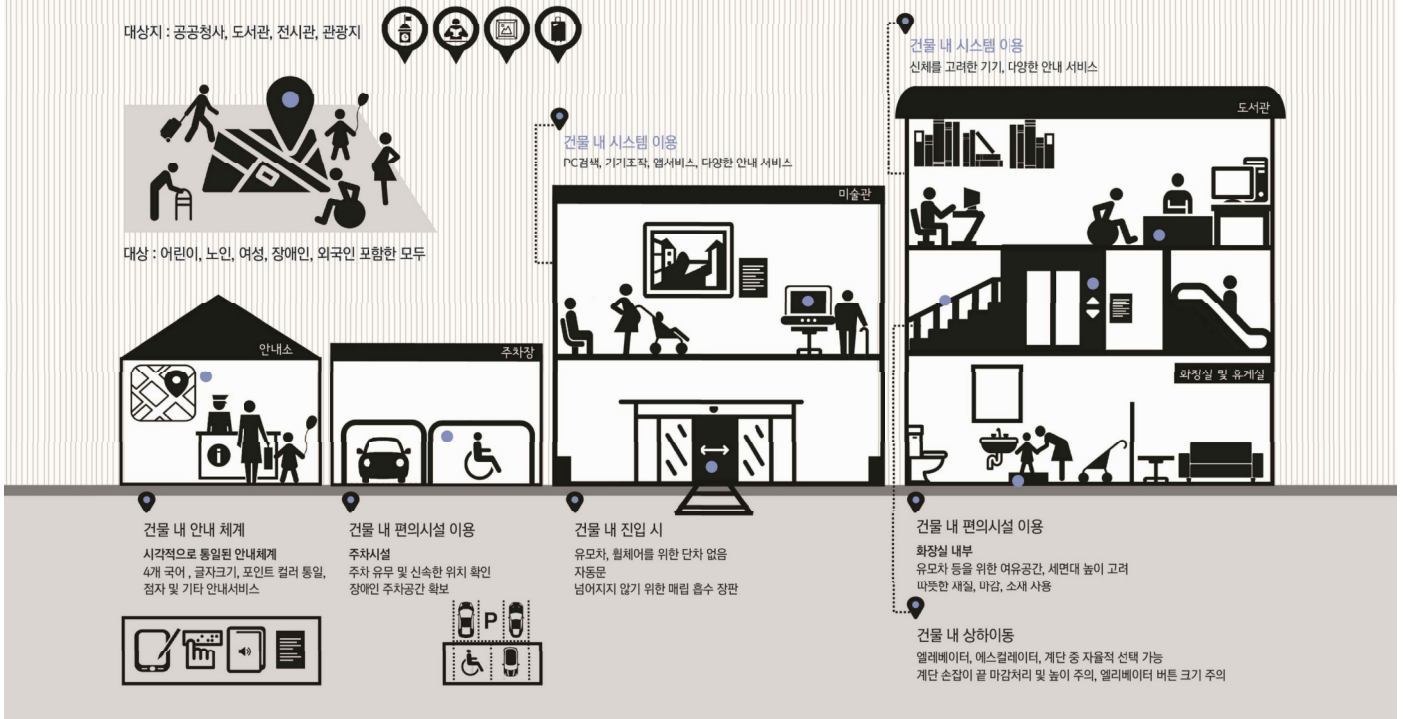 대상지 : 공공청사, 도서관, 전시관, 관광지
대상 : 어린이, 노인, 여성, 장애인, 외국인 포함한 모두
건물 내 시스템 이용
PC검색, 기기조작, 앱서비스, 다양한 안내 서비스
건물 내 시스템 이용
신체를 고려한 기기, 다양한 안내 서비스
안내소
주차장
미술관
도서관
화장실 및 휴게실
건물 내 안내 체계
시각적으로 통일된 안내체계
4개 국어 , 글자크기, 포인트 컬러 통일,
점자 및 기타 안내서비스
건물 내 편의시설 이용
주차시설
주차 유무 및 신속한 위치 확인
장애인 주차공간 확보
P
건물 내 진입 시
유모차, 휠체어를 위한 단차 없음
자동문
넘어지지 않기 위한 매립 흡수 장판
건물 내 편의시설 이용
화장실 내부
유모차 등을 위한 여유공간, 세면대 높이 고려
따뜻한 재질, 마감, 소재 사용
건물 내 상하이동
엘레베이터, 에스컬레이터, 계단 중 자율적 선택 가능
계단 손잡이 끝 마감처리 및 높이 주의, 엘리베이터 버튼 크기 주의